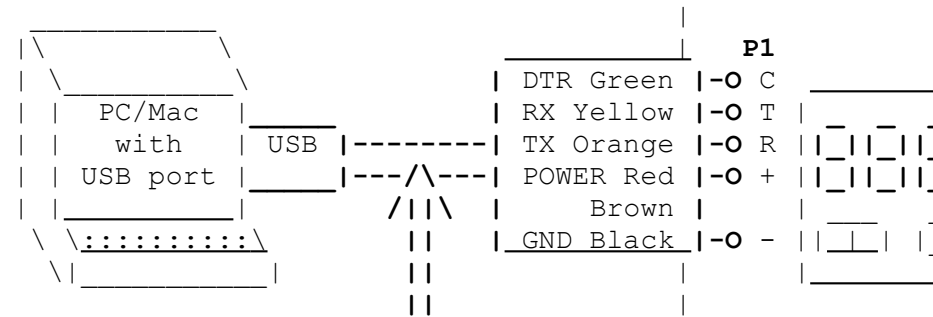 P1
DTR Green C
PC/Mac RX Yellow T
with USB TX Orange R
USB port POWER Red +
Brown
GND Black -